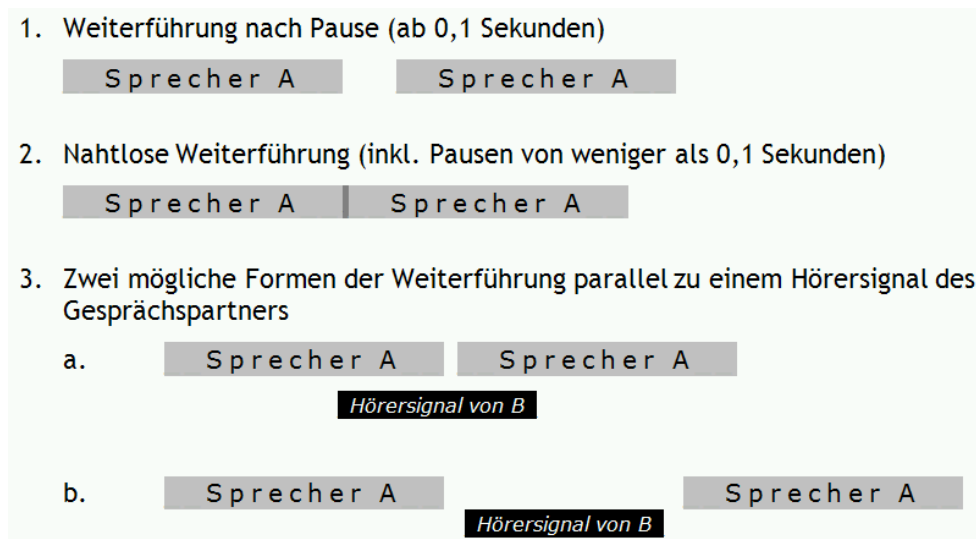 1. Weiterführung nach Pause (ab 0,1 Sekunden)
Sprecher A Sprecher A
2. Nahtlose Weiterführung (inkl. Pausen von weniger als 0,1 Sekunden)
Sprecher A Sprecher A
3. Zwei mögliche Formen der Weiterführung parallel zu einem Hörersignal des
Gesprächspartners
a. Sprecher A Sprecher A
Hörersignal von B
b. Sprecher A Sprecher A
Hörersignal von B